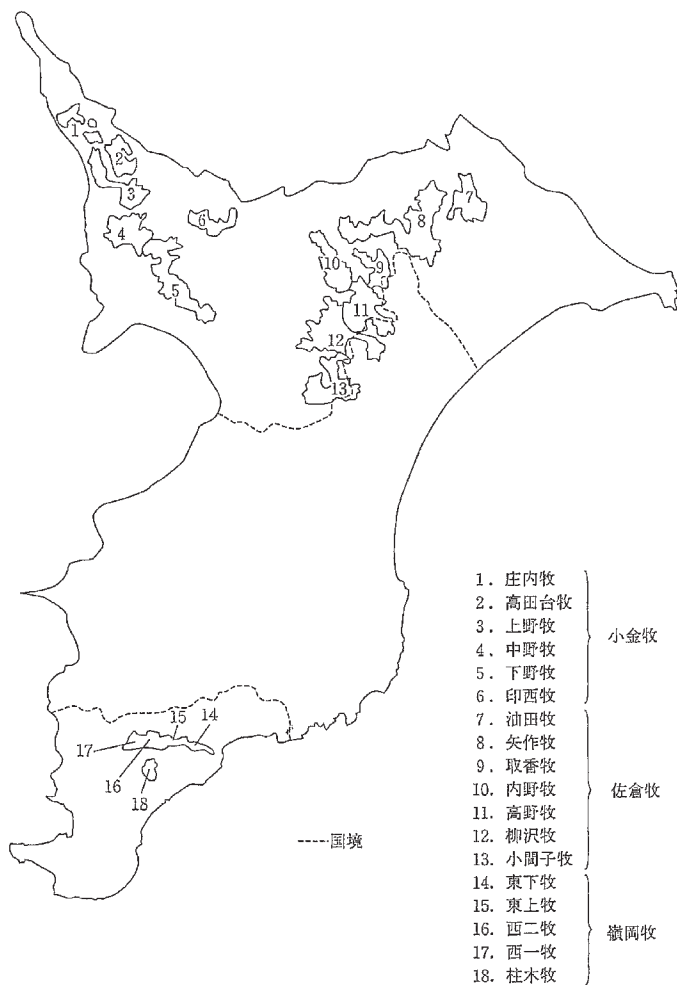 1
2
3
4
5
6
7
8
9
10
11
12
13
14
15
16
17
18
-----国境
1. 庄内牧
2. 高田台牧
3. 上野牧
4. 中野牧
5. 下野牧
6. 印西牧
小金牧
7. 油田牧
8. 矢作牧
9. 取香牧
10. 内野牧
11. 高野牧
12. 柳沢牧
13. 小間子牧
佐倉牧
14. 東下牧
15. 東上牧
16. 西二牧
17. 西一牧
18. 柱木牧
嶺岡牧